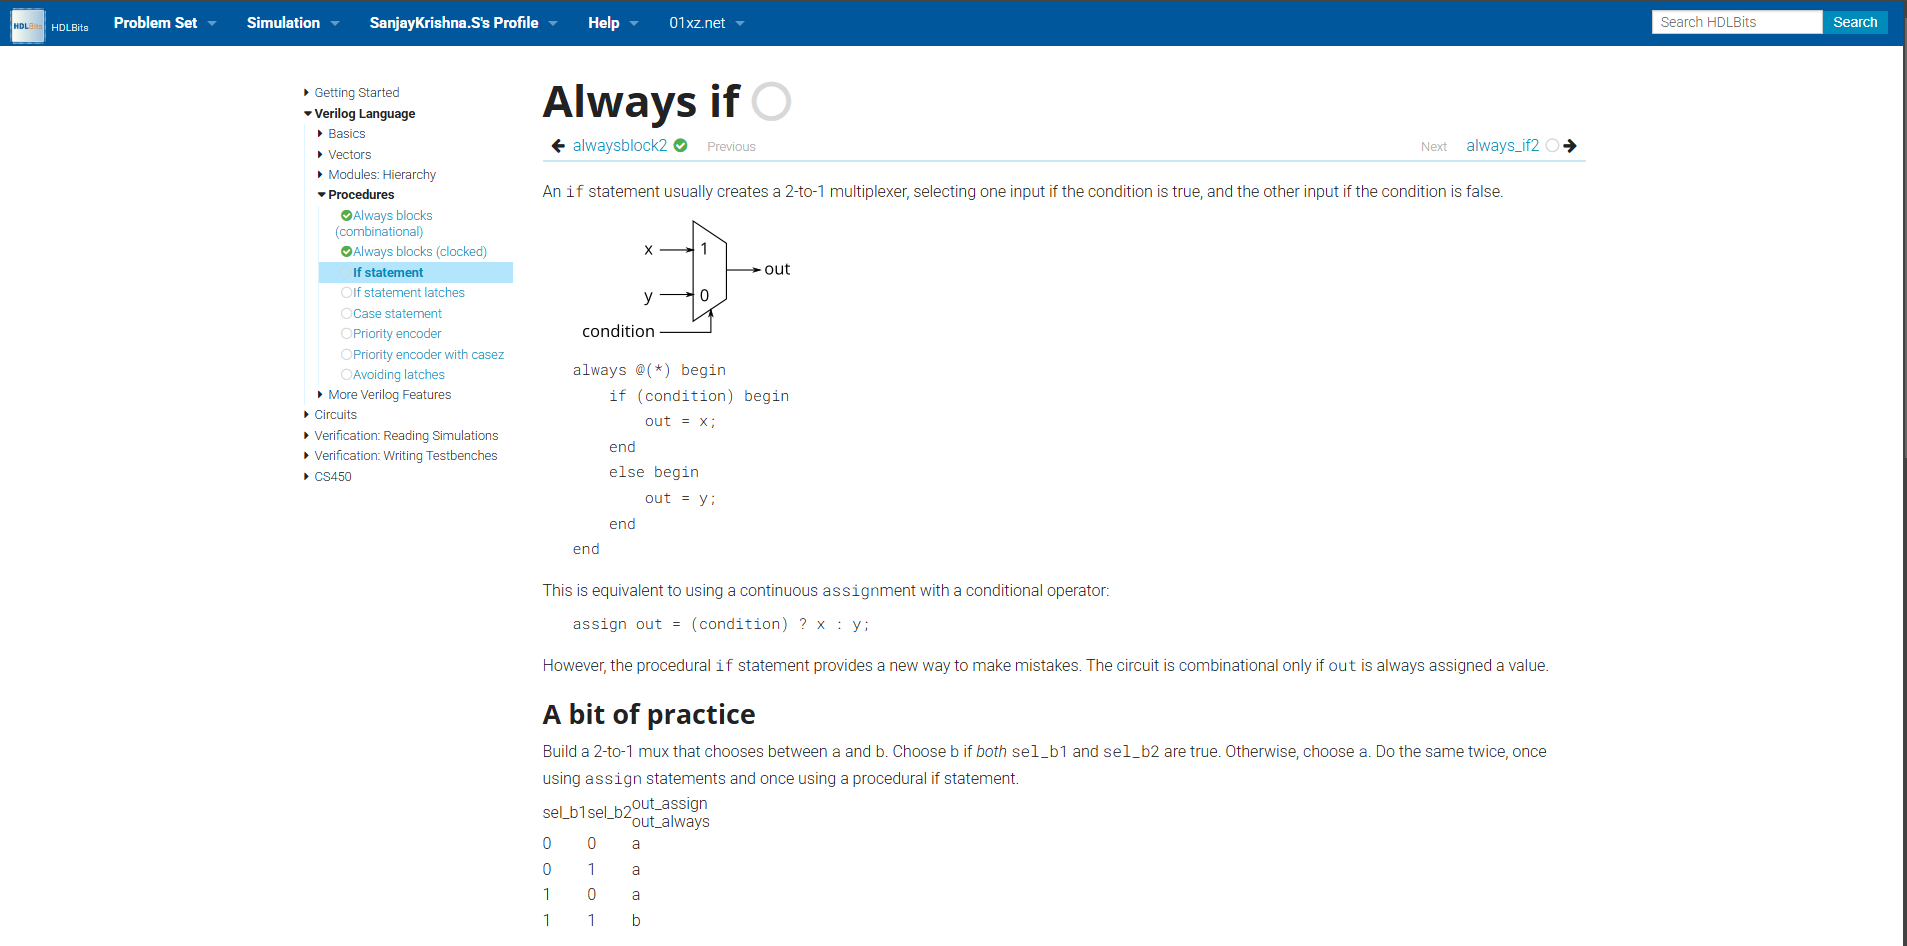 HDLBits HDLBits Problem Set Simulation SanjayKrishna.S's Profile Help 01xz.net Search HDLBits Search
Getting Started
Verilog Language
Basics
Vectors
Modules: Hierarchy
Procedures
Always blocks
(combinational)
Always blocks (clocked)
If statement
If statement latches
Case statement
Priority encoder
Priority encoder with casez
Avoiding latches
More Verilog Features
Circuits
Verification: Reading Simulations
Verification: Writing Testbenches
CS450
Always if
alwaysblock2 Previous Next always_if2
An if statement usually creates a 2-to-1 multiplexer, selecting one input if the condition is true, and the other input if the condition is false.
x 1
out
y 0
condition
always @(*) begin
if (condition) begin
out = x;
end
else begin
out = y;
end
end
This is equivalent to using a continuous assignment with a conditional operator:
assign out = (condition) ? x : y;
However, the procedural if statement provides a new way to make mistakes. The circuit is combinational only if out is always assigned a value.
A bit of practice
Build a 2-to-1 mux that chooses between a and b. Choose b if both sel_b1 and sel_b2 are true. Otherwise, choose a. Do the same twice, once
using assign statements and once using a procedural if statement.
sel_b1 sel_b2 out_assign
out_always
0 0 a
0 1 a
1 0 a
1 1 b